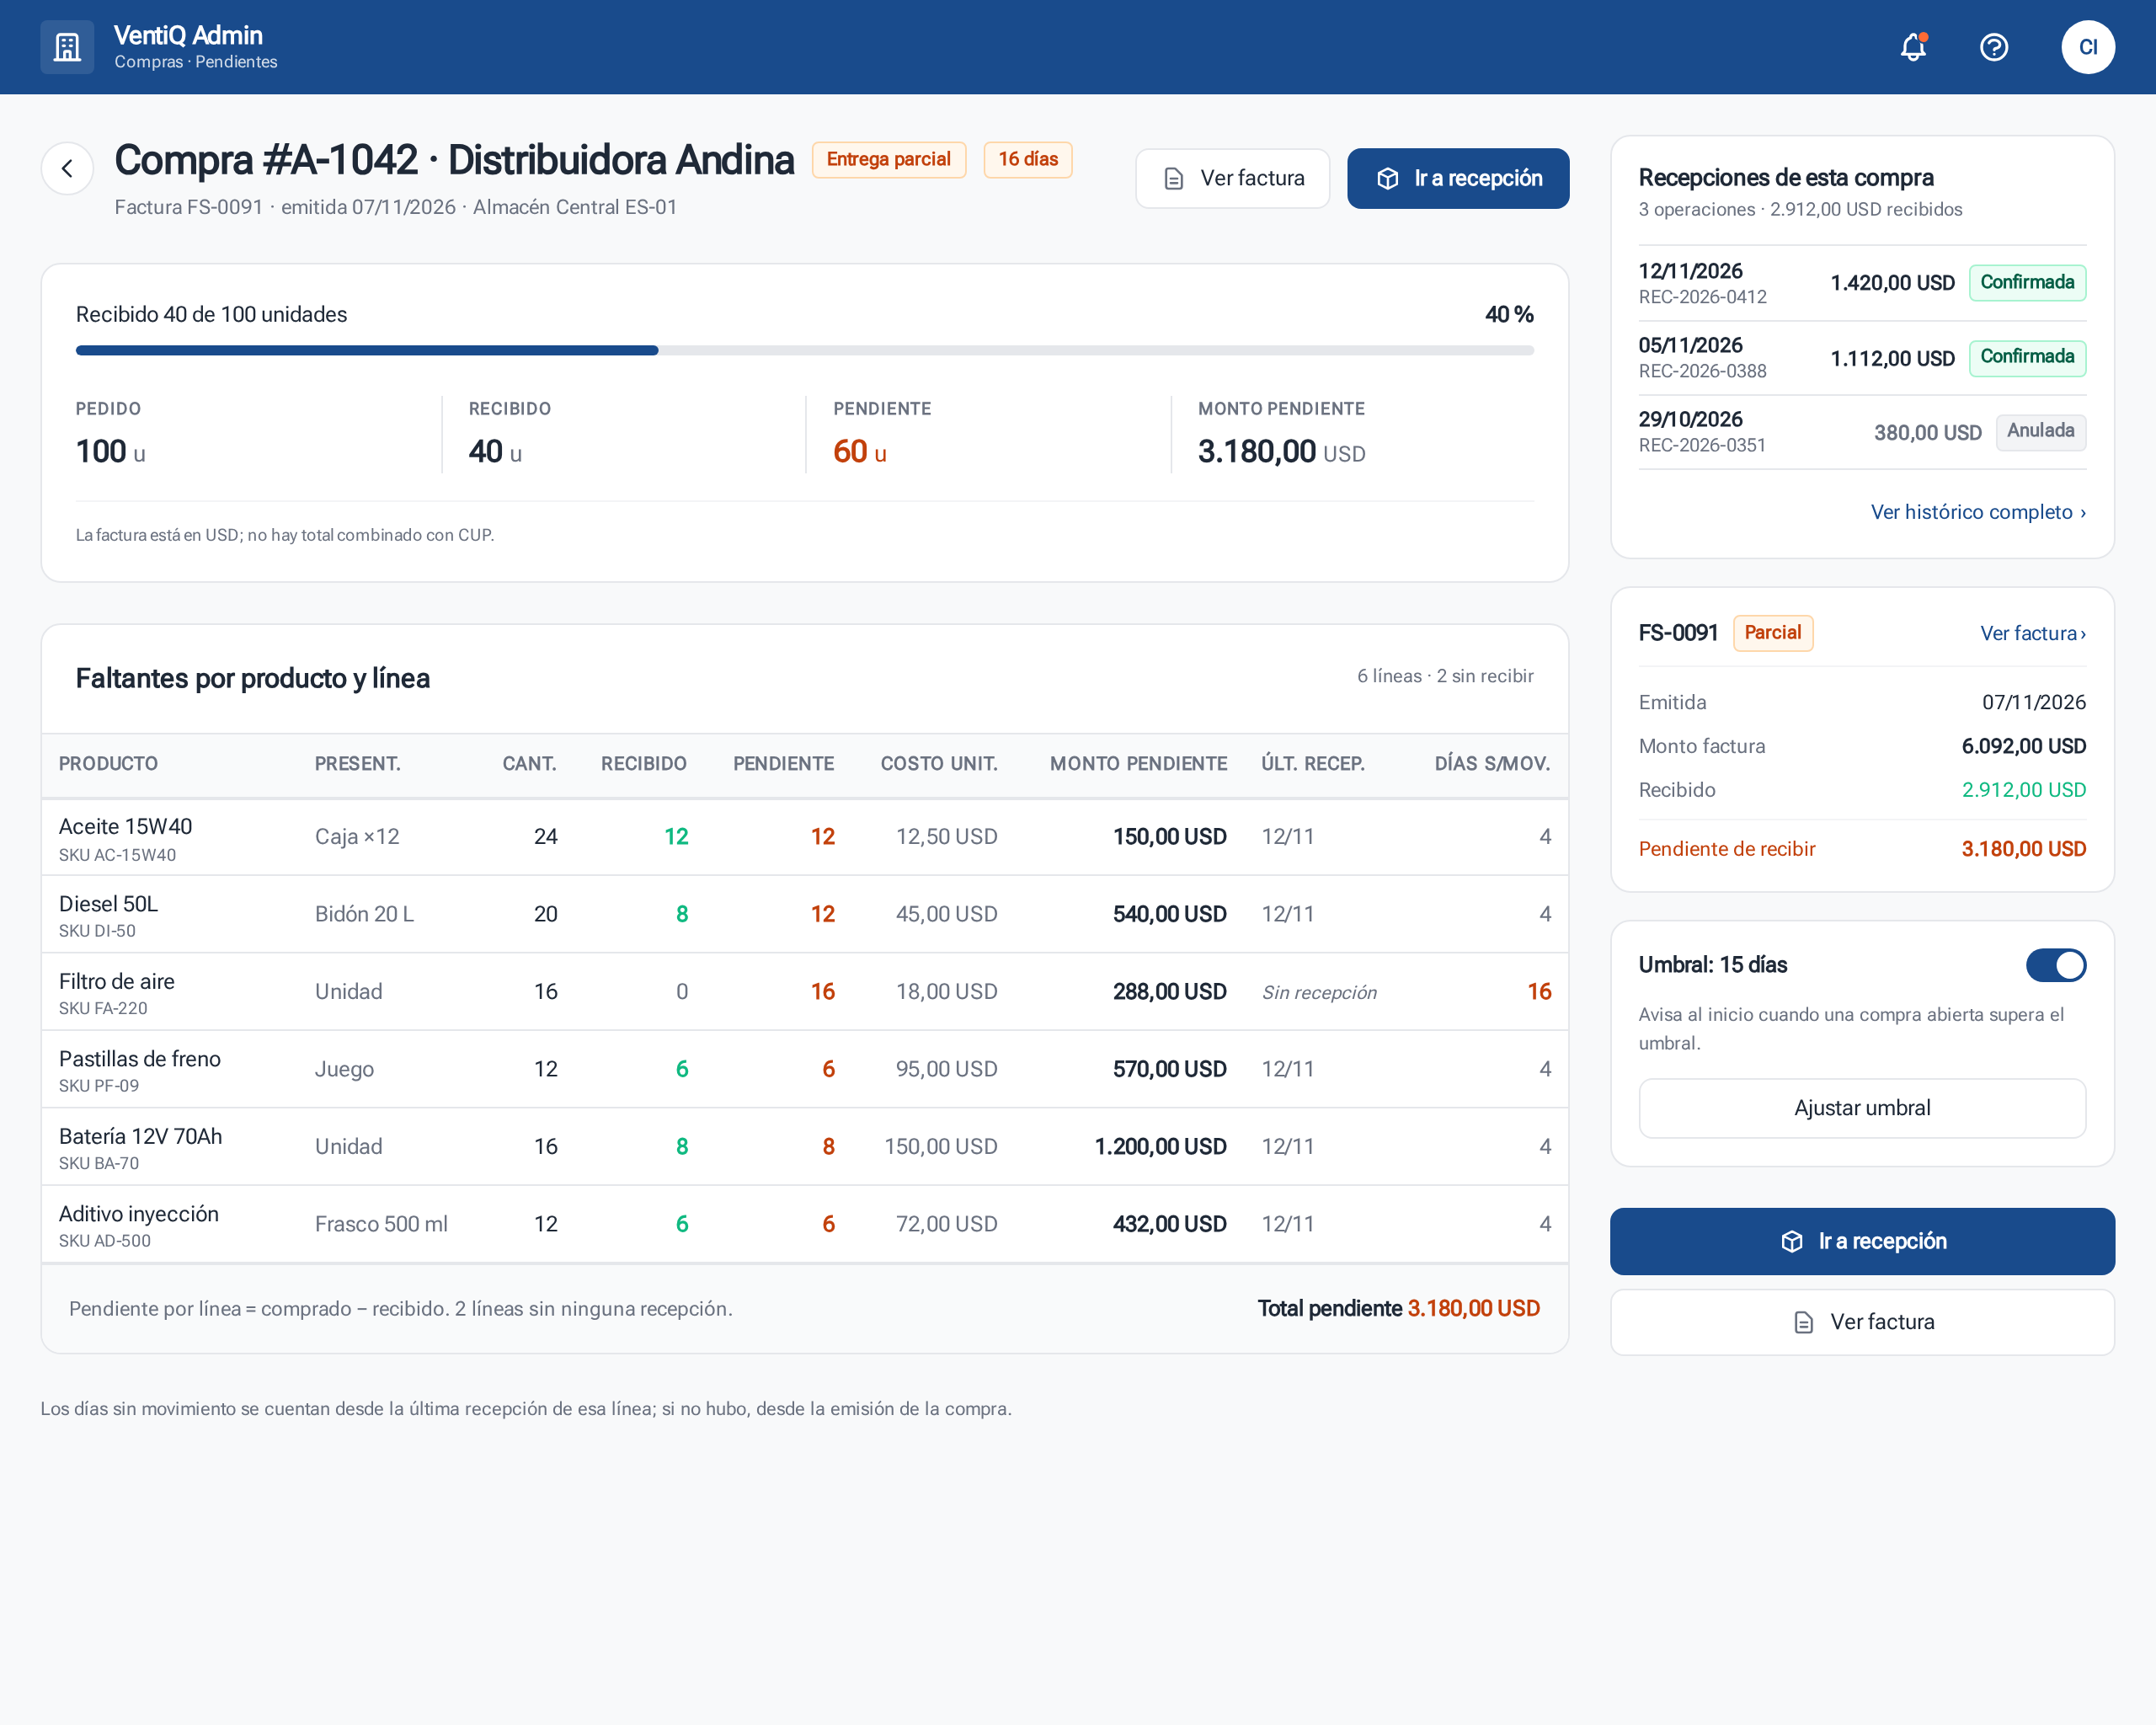 VentiQ Admin
Compras · Pendientes
CI
Compra #A-1042 · Distribuidora Andina
Entrega parcial
16 días
Factura FS-0091 · emitida 07/11/2026 · Almacén Central ES-01
Ver factura
Ir a recepción
Recibido 40 de 100 unidades
40 %
PEDIDO
100 u
RECIBIDO
40 u
PENDIENTE
60 u
MONTO PENDIENTE
3.180,00 USD
La factura está en USD; no hay total combinado con CUP.
Faltantes por producto y línea
6 líneas · 2 sin recibir
PRODUCTO PRESENT. CANT. RECIBIDO PENDIENTE COSTO UNIT. MONTO PENDIENTE ÚLT. RECEP. DÍAS S/MOV.
Aceite 15W40 Caja ×12 24 12 12 12,50 USD 150,00 USD 12/11 4
SKU AC-15W40
Diesel 50L Bidón 20 L 20 8 12 45,00 USD 540,00 USD 12/11 4
SKU DI-50
Filtro de aire Unidad 16 0 16 18,00 USD 288,00 USD Sin recepción 16
SKU FA-220
Pastillas de freno Juego 12 6 6 95,00 USD 570,00 USD 12/11 4
SKU PF-09
Batería 12V 70Ah Unidad 16 8 8 150,00 USD 1.200,00 USD 12/11 4
SKU BA-70
Aditivo inyección Frasco 500 ml 12 6 6 72,00 USD 432,00 USD 12/11 4
SKU AD-500
Pendiente por línea = comprado − recibido. 2 líneas sin ninguna recepción.
Total pendiente 3.180,00 USD
Los días sin movimiento se cuentan desde la última recepción de esa línea; si no hubo, desde la emisión de la compra.
Recepciones de esta compra
3 operaciones · 2.912,00 USD recibidos
12/11/2026
REC-2026-0412
1.420,00 USD
Confirmada
05/11/2026
REC-2026-0388
1.112,00 USD
Confirmada
29/10/2026
REC-2026-0351
380,00 USD
Anulada
Ver histórico completo ›
FS-0091
Parcial
Ver factura ›
Emitida 07/11/2026
Monto factura 6.092,00 USD
Recibido 2.912,00 USD
Pendiente de recibir 3.180,00 USD
Umbral: 15 días
Avisa al inicio cuando una compra abierta supera el
umbral.
Ajustar umbral
Ir a recepción
Ver factura